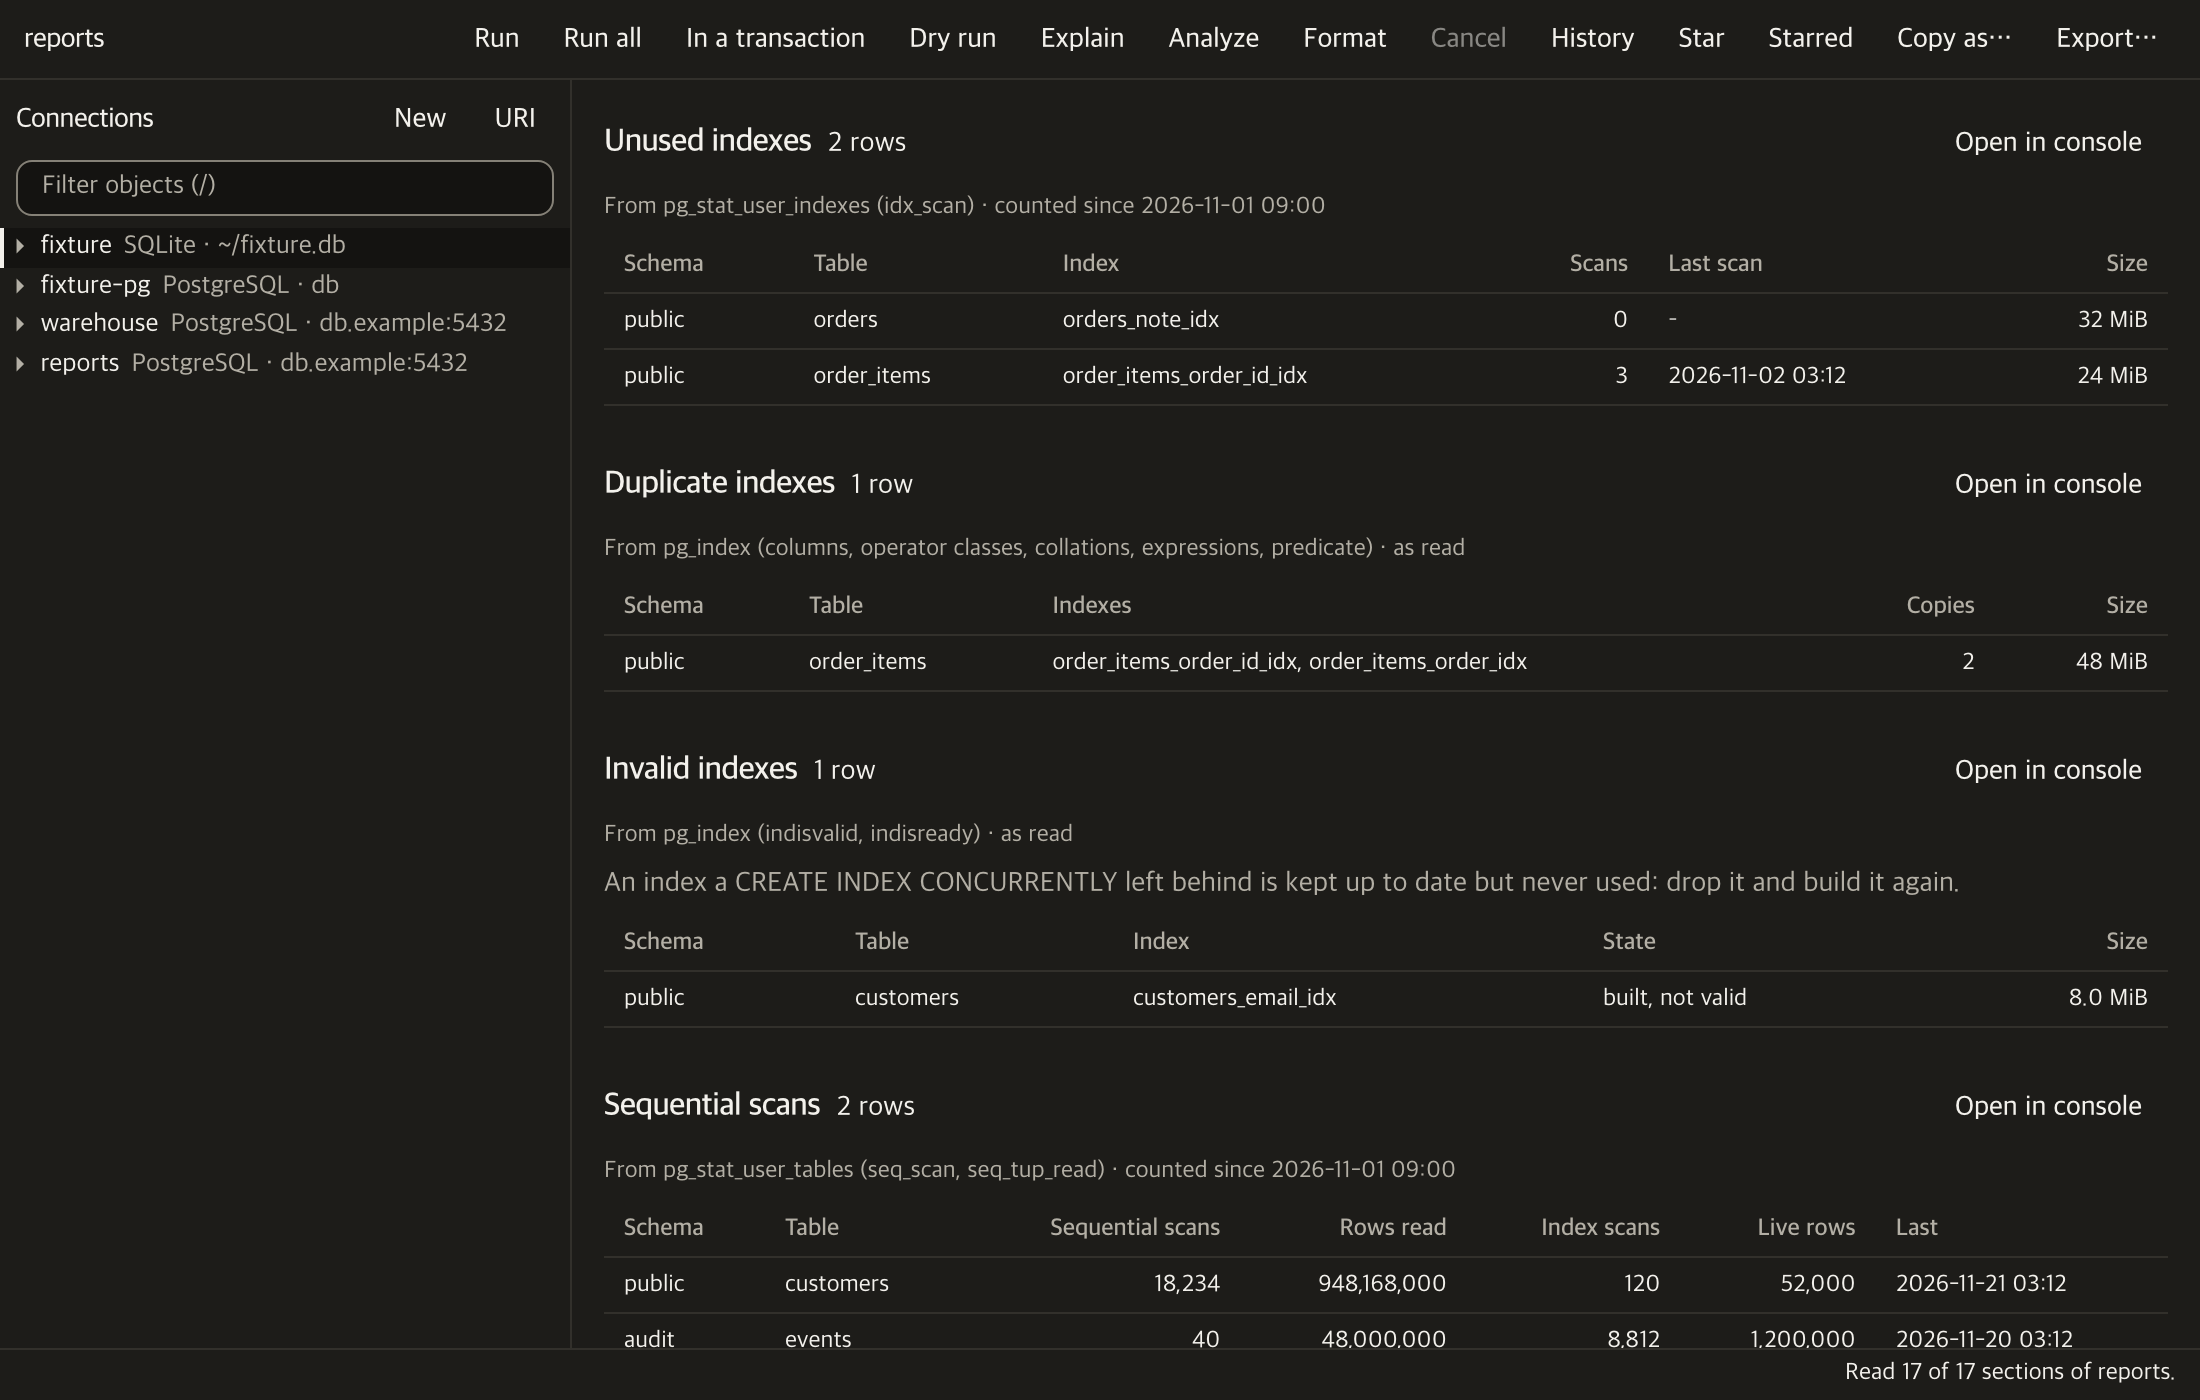 reports Run Run all In a transaction Dry run Explain Analyze Format Cancel History Star Starred Copy as··· Export···
Connections New URI
Filter objects (/)
fixture SQLite · ~/fixture.db
fixture-pg PostgreSQL · db
warehouse PostgreSQL · db.example:5432
reports PostgreSQL · db.example:5432
Unused indexes 2 rows Open in console
From pg_stat_user_indexes (idx_scan) · counted since 2026-11-01 09:00
Schema Table Index Scans Last scan Size
public orders orders_note_idx 0 - 32 MiB
public order_items order_items_order_id_idx 3 2026-11-02 03:12 24 MiB
Duplicate indexes 1 row Open in console
From pg_index (columns, operator classes, collations, expressions, predicate) · as read
Schema Table Indexes Copies Size
public order_items order_items_order_id_idx, order_items_order_idx 2 48 MiB
Invalid indexes 1 row Open in console
From pg_index (indisvalid, indisready) · as read
An index a CREATE INDEX CONCURRENTLY left behind is kept up to date but never used: drop it and build it again.
Schema Table Index State Size
public customers customers_email_idx built, not valid 8.0 MiB
Sequential scans 2 rows Open in console
From pg_stat_user_tables (seq_scan, seq_tup_read) · counted since 2026-11-01 09:00
Schema Table Sequential scans Rows read Index scans Live rows Last
public customers 18,234 948,168,000 120 52,000 2026-11-21 03:12
audit events 40 48,000,000 8,812 1,200,000 2026-11-20 03:12
Read 17 of 17 sections of reports.